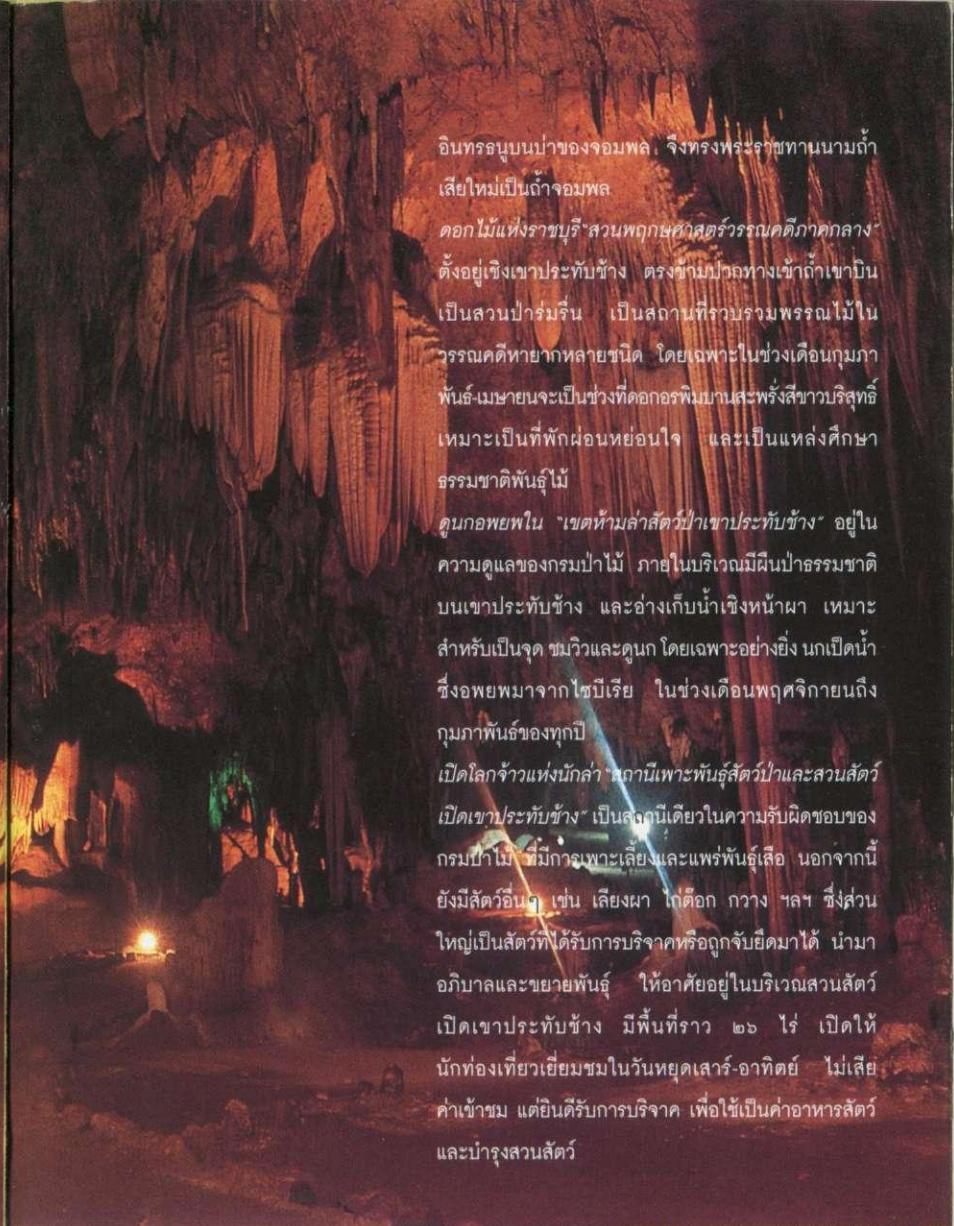 อินทรธนูบนบ่าของจอมพล จึงทรงพระราชทานนามถ้ำ
เสียใหม่เป็นถ้ำจอมพล
ดอกไม้แห่งราชบุรี "สวนพฤกษศาสตร์วรรณคดีภาคกลาง"
ตั้งอยู่เชิงเขาประทับช้าง ตรงข้ามปากทางเข้าถ้ำเขาบิน
เป็นสวนป่าร่มรื่น เป็นสถานที่รวบรวมพรรณไม้ใน
วรรณคดีหายากหลายชนิด โดยเฉพาะในช่วงเดือนกุมภา
พันธ์-เมษายนจะเป็นช่วงที่ดอกอรพิมบานสะพรั่งสีขาวบริสุทธิ์
เหมาะเป็นที่พักผ่อนหย่อนใจ และเป็นแหล่งศึกษา
ธรรมชาติพันธุ์ไม้
ดูนกอพยพใน "เขตห้ามล่าสัตว์ป่าเขาประทับช้าง" อยู่ใน
ความดูแลของกรมป่าไม้ ภายในบริเวณมีผืนป่าธรรมชาติ
บนเขาประทับช้าง และอ่างเก็บน้ำเชิงหน้าผา เหมาะ
สำหรับเป็นจุด ชมวิวและดูนก โดยเฉพาะอย่างยิ่ง นกเป็ดน้ำ
ซึ่งอพยพมาจากไซบีเรีย ในช่วงเดือนพฤศจิกายนถึง
กุมภาพันธ์ของทุกปี
เปิดโลกจ้าวแห่งนักล่า "สถานีเพาะพันธุ์สัตว์ป่าและสวนสัตว์
เปิดเขาประทับช้าง" เป็นสถานีเดียวในความรับผิดชอบของ
กรมป่าไม้ ที่มีการเพาะเลี้ยงและแพร่พันธุ์เสือ นอกจากนี้
ยังมีสัตว์อื่นๆ เช่น เลียงผา ไก่ต๊อก กวาง ฯลฯ ซึ่งส่วน
ใหญ่เป็นสัตว์ที่ได้รับการบริจาคหรือถูกจับยึดมาได้ นำมา
อภิบาลและขยายพันธุ์ ให้อาศัยอยู่ในบริเวณสวนสัตว์
เปิดเขาประทับช้าง มีพื้นที่ราว ๒๖ ไร่ เปิดให้
นักท่องเที่ยวเยี่ยมชมในวันหยุดเสาร์-อาทิตย์ ไม่เสีย
ค่าเข้าชม แต่ยินดีรับการบริจาค เพื่อใช้เป็นค่าอาหารสัตว์
และบำรุงสวนสัตว์